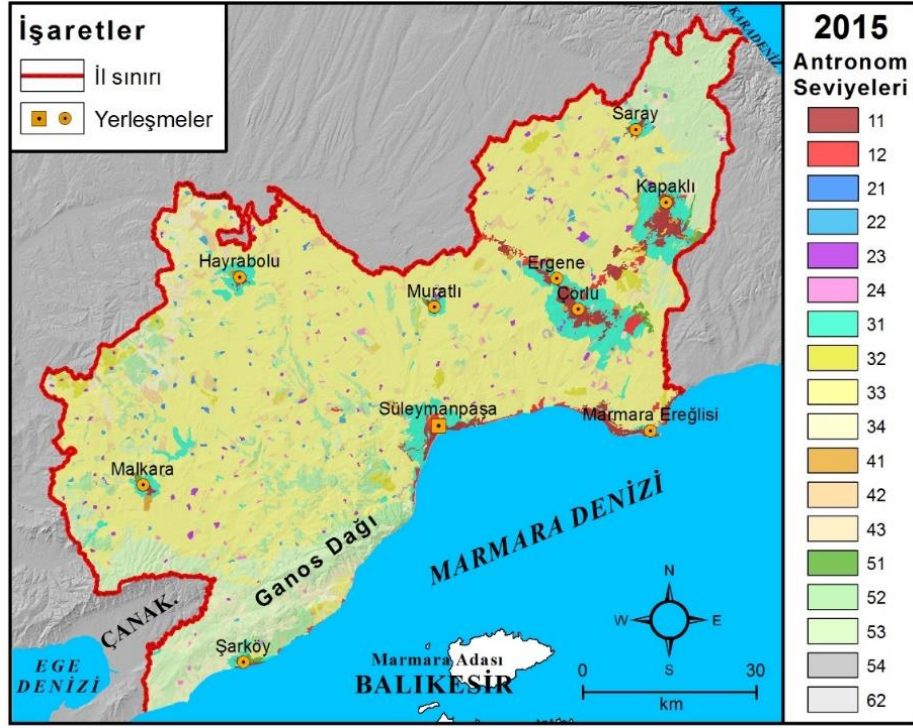 İşaretler
İl sınırı
Yerleşmeler
KARADENİZ
2015
Antronom
Seviyeleri
11
12
21
22
23
24
31
32
33
34
41
42
43
51
52
53
54
62
Saray
Kapaklı
Hayrabolu
Ergene
Muratlı
Çorlu
Süleymanpaşa
Marmara Ereğlisi
Malkara
MARMARA DENİZİ
Ganos Dağı
ÇANAK.
Şarköy
EGE
DENİZİ
Marmara Adası
BALIKESİR
N
W
E
S
0
30
km